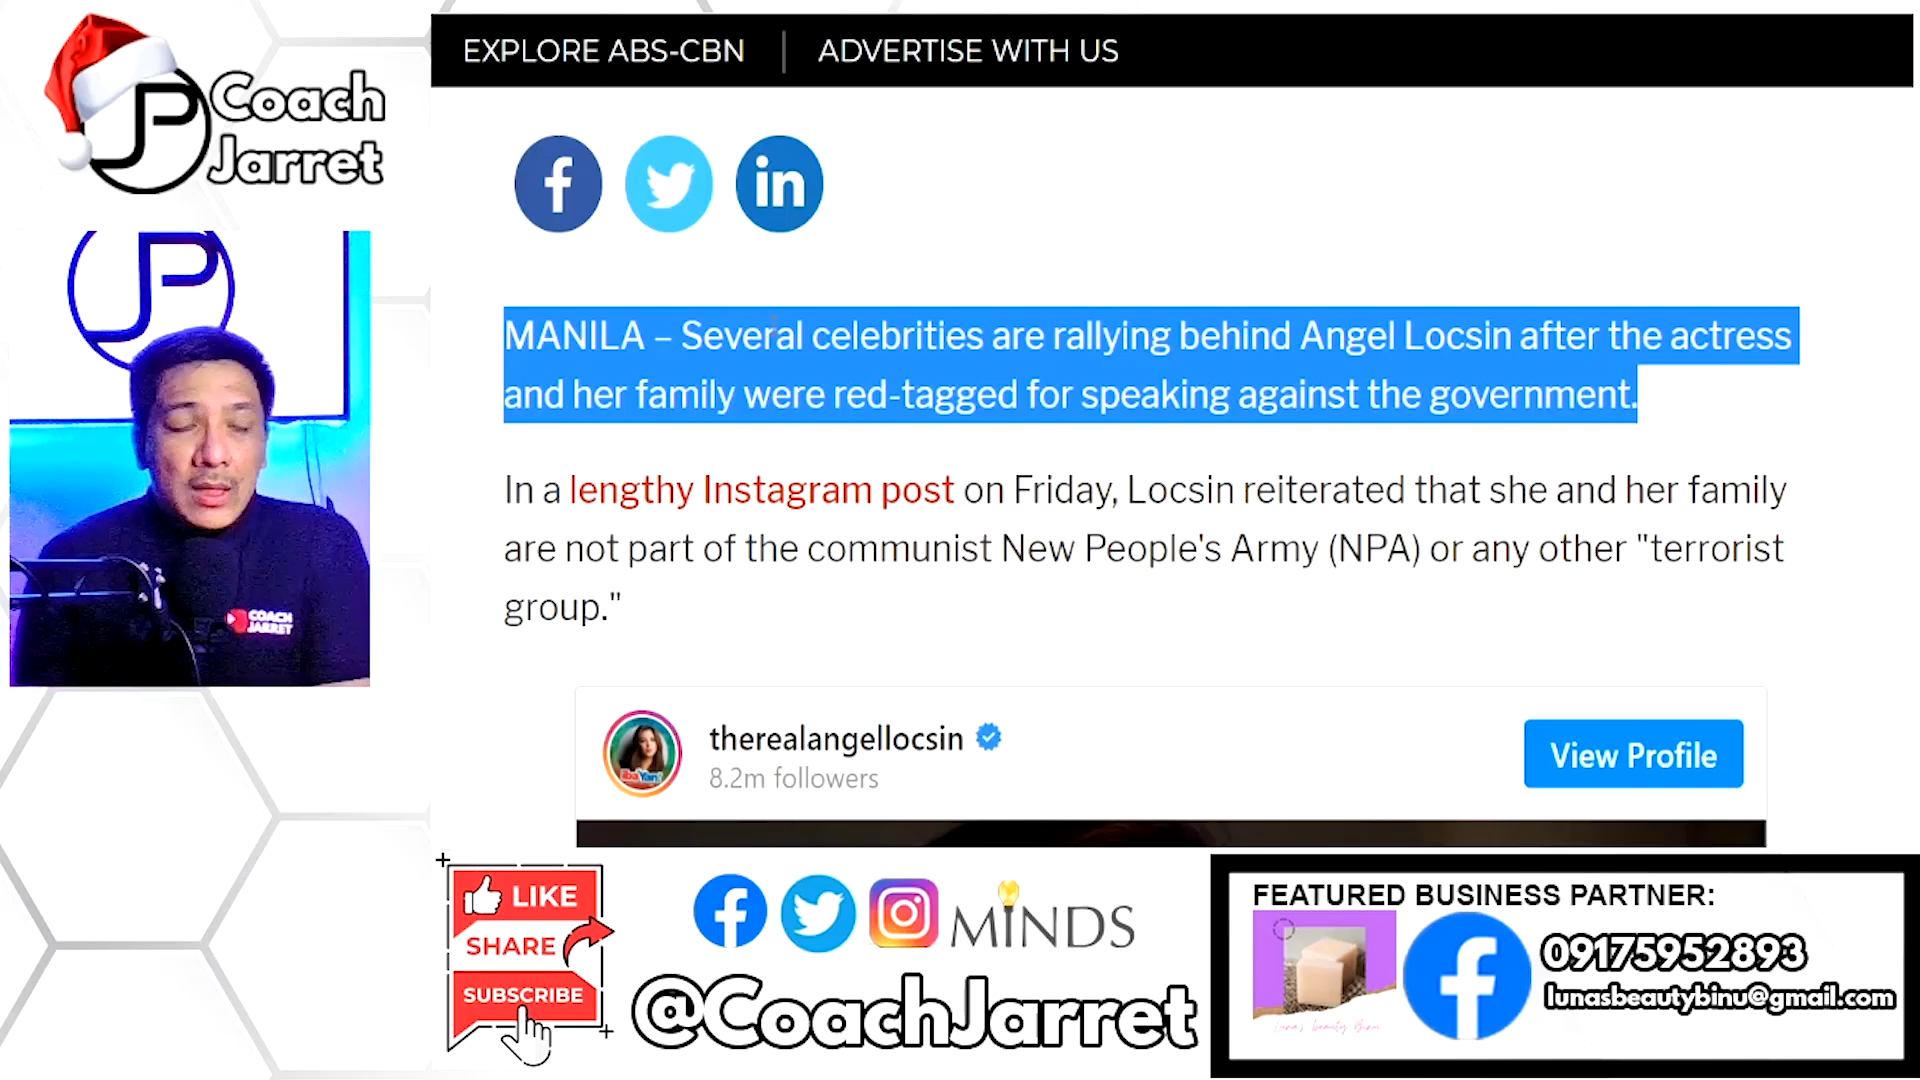 Coach
Jarret
EXPLORE ABS-CBN | ADVERTISE WITH US
MANILA – Several celebrities are rallying behind Angel Locsin after the actress
and her family were red-tagged for speaking against the government.
In a lengthy Instagram post on Friday, Locsin reiterated that she and her family
are not part of the communist New People's Army (NPA) or any other "terrorist
group."
COACH
JARRET
therealangellocsin
8.2m followers
View Profile
LIKE
SHARE
SUBSCRIBE
MINDS
@CoachJarret
FEATURED BUSINESS PARTNER:
09175952893
lunasbeautybinu@gmail.com
Luna's Beauty Binu